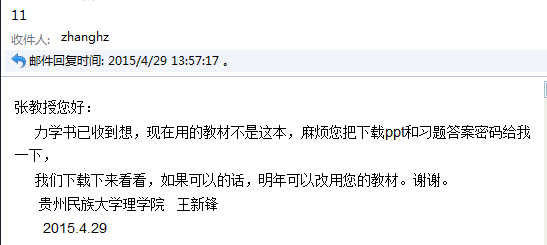 11
收件人: zhanghz
邮件回复时间: 2015/4/29 13:57:17 。
张教授您好：
力学书已收到想，现在用的教材不是这本，麻烦您把下载ppt和习题答案密码给我
一下，
我们下载下来看看，如果可以的话，明年可以改用您的教材。谢谢。
贵州民族大学理学院 王新锋
2015.4.29